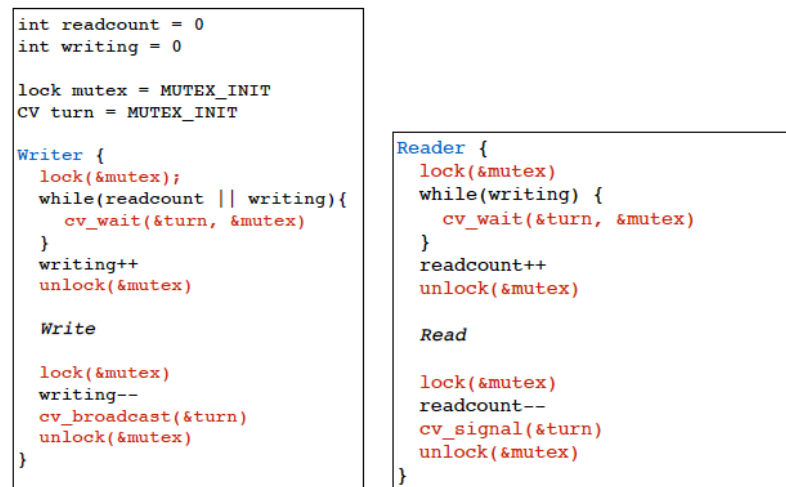 int readcount = 0
int writing = 0
lock mutex = MUTEX_INIT
CV turn = MUTEX_INIT
Writer {
lock(&mutex);
while(readcount || writing){
cv_wait(&turn, &mutex)
}
writing++
unlock(&mutex)
Write
lock(&mutex)
writing--
cv_broadcast(&turn)
unlock(&mutex)
}
Reader {
lock(&mutex)
while(writing) {
cv_wait(&turn, &mutex)
}
readcount++
unlock(&mutex)
Read
lock(&mutex)
readcount--
cv_signal(&turn)
unlock(&mutex)
}